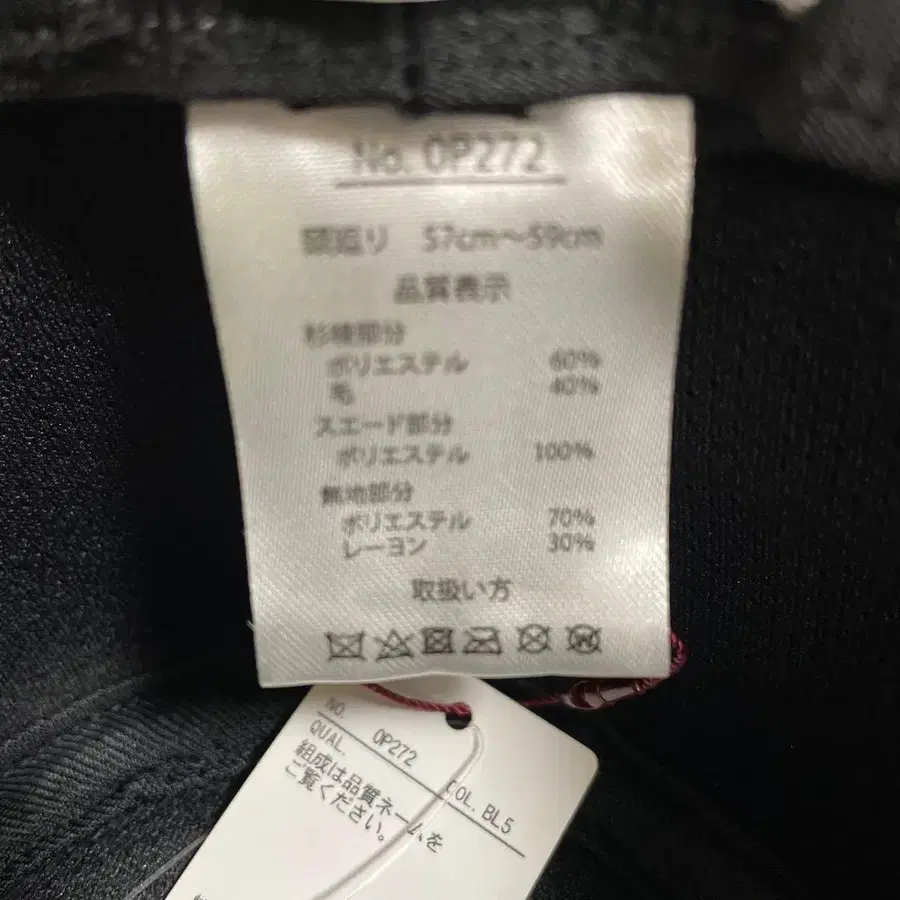 No. OP272
頭廻り 57cm～59cm
品質表示
杉綾部分
ポリエステル 60%
毛 40%
スエード部分
ポリエステル 100%
無地部分
ポリエステル 70%
レーヨン 30%
取扱い方
NO. OP272
QUAL. COL. BL5
組成は品質ネームを
ご覧ください。